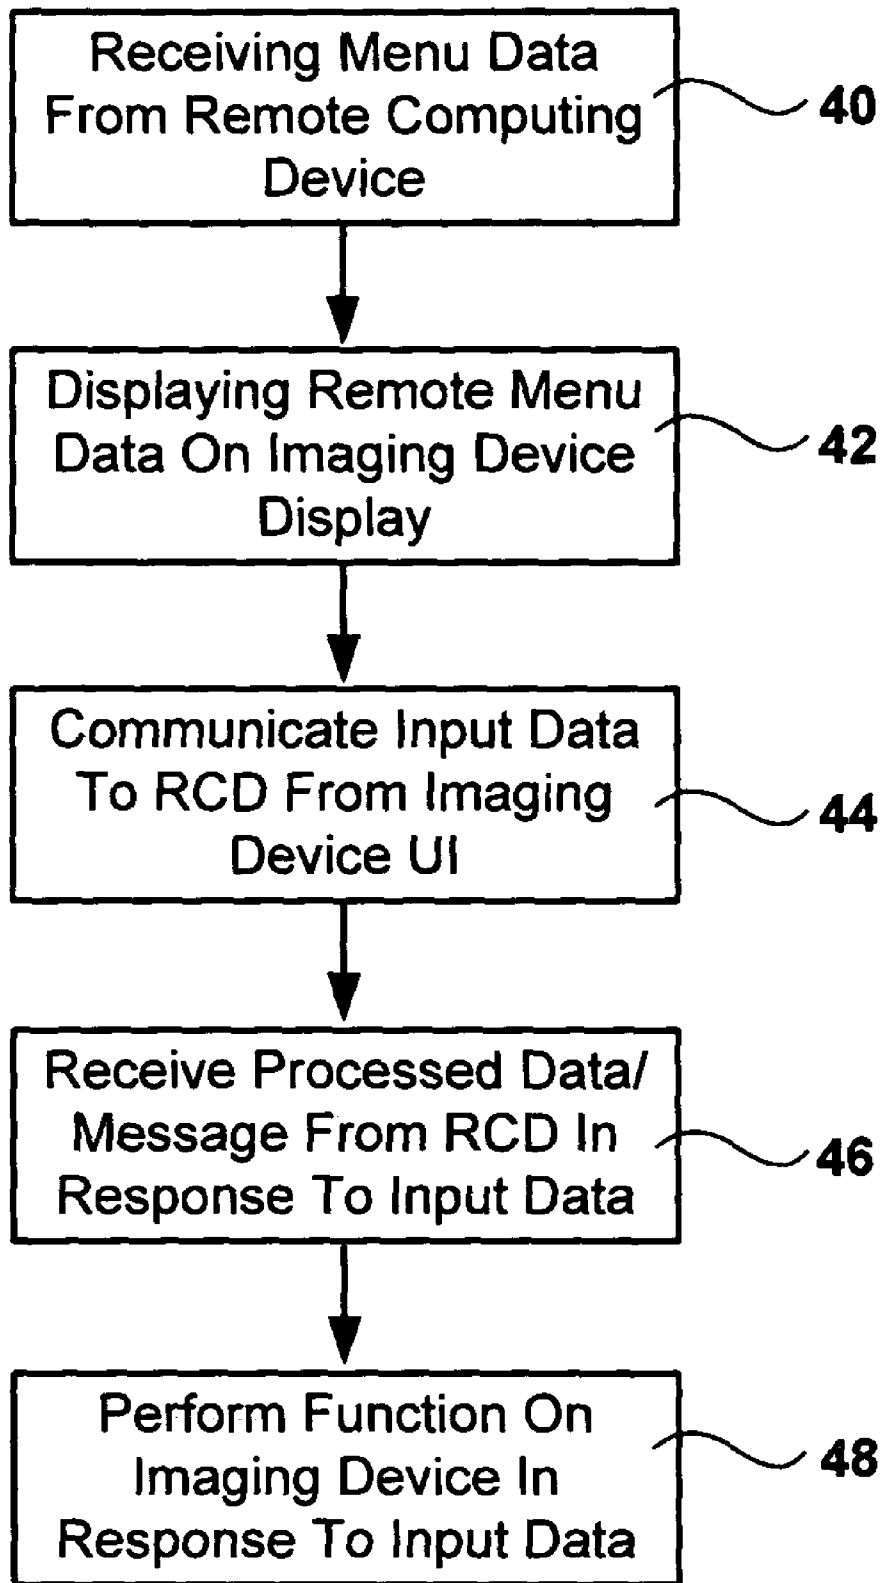 Receiving Menu Data
From Remote Computing
Device
40
Displaying Remote Menu
Data On Imaging Device
Display
42
Communicate Input Data
To RCD From Imaging
Device UI
44
Receive Processed Data/
Message From RCD In
Response To Input Data
46
Perform Function On
Imaging Device In
Response To Input Data
48